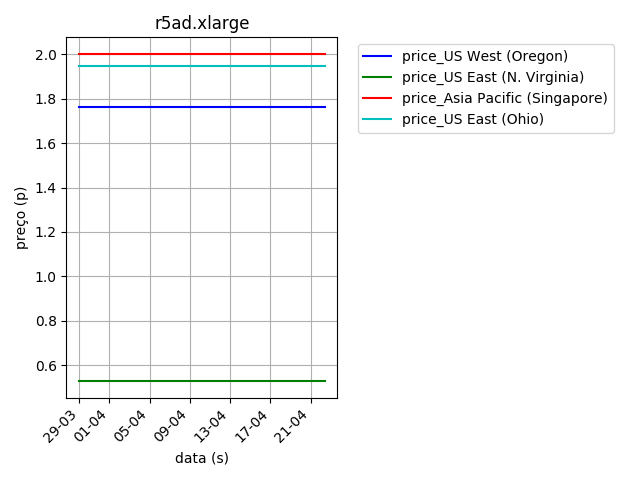 r5ad.xlarge
preço (p)
2.0
1.8
1.6
1.4
1.2
1.0
0.8
0.6
29-03
01-04
05-04
09-04
13-04
17-04
21-04
data (s)
price_US West (Oregon)
price_US East (N. Virginia)
price_Asia Pacific (Singapore)
price_US East (Ohio)